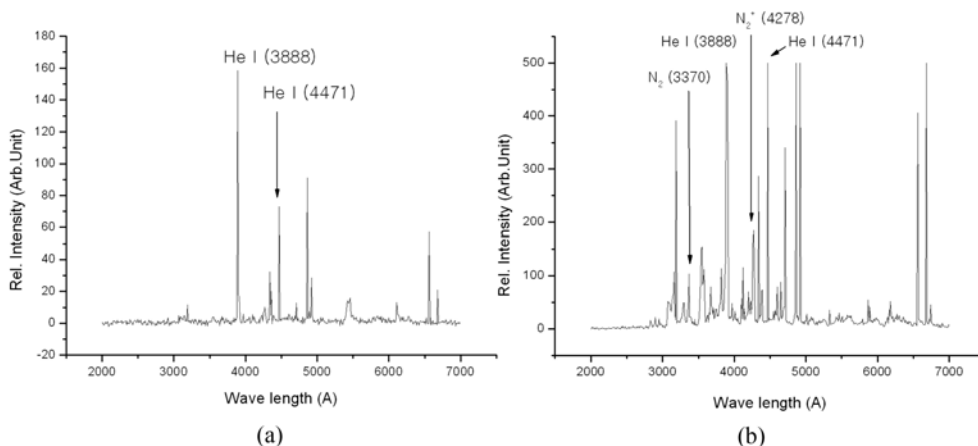 180
160
140
120
100
80
60
40
20
0
-20
Rel. Intensity (Arb.Unit)
He I (3888)
He I (4471)
2000 3000 4000 5000 6000 7000
Wave length (A)
(a)
N₂* (4278)
He I (3888)
He I (4471)
N₂ (3370)
500
400
300
200
100
0
Rel. Intensity (Arb.Unit)
2000 3000 4000 5000 6000 7000
Wave length (A)
(b)